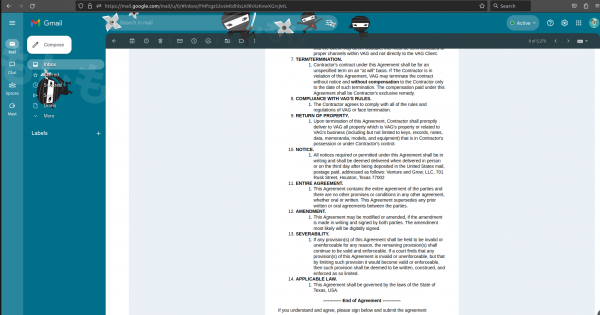 https://mail.google.com/mail/u/0/#inbox/
Search
Gmail
Search in mail
Active
Compose
Mail
Inbox
Chat
Spaces
Meet
More
Labels
proper channels within VAG and not directly to the VAG Client.
7. TERM/TERMINATION.
1. Contractor's contract under this Agreement shall be for an
unspecified term on an "at will" basis. If The Contractor is in
violation of this Agreement, VAG may terminate the contract
without notice and without compensation to the Contractor only
to the date of such termination. The compensation paid under this
Agreement shall be Contractor's exclusive remedy.
8. COMPLIANCE WITH VAG'S RULES.
1. The Contractor agrees to comply with all of the rules and
regulations of VAG or face termination.
9. RETURN OF PROPERTY.
1. Upon termination of this Agreement, Contractor shall promptly
deliver to VAG all property which is VAG's property or related to
VAG's business (including but not limited to keys, records, notes,
data, memoranda, models, and equipment) that is in Contractor's
possession or under Contractor's control.
10. NOTICE.
1. All notices required or permitted under this Agreement shall be in
writing and shall be deemed delivered when delivered in person
or on the third day after being deposited in the United States mail,
postage paid, addressed as follows: Venture and Grow, LLC, 701
Rusk Street, Houston, Texas 77002
11. ENTIRE AGREEMENT.
1. This Agreement contains the entire agreement of the parties and
there are no other promises or conditions in any other agreement,
whether oral or written. This Agreement supersedes any prior
written or oral agreements between the parties.
12. AMENDMENT.
1. This Agreement may be modified or amended, if the amendment
is made in writing and signed by both parties. The amendment
most likely will be digitally signed.
13. SEVERABILITY.
1. If any provision(s) of this Agreement shall be held to be invalid or
unenforceable for any reason, the remaining provision(s) shall
continue to be valid and enforceable. If a court finds that any
provision(s) of this Agreement is invalid or unenforceable, but that
by limiting such provision it would become valid or enforceable,
then such provision shall be deemed to be written, construed, and
enforced as so limited.
14. APPLICABLE LAW.
1. This Agreement shall be governed by the laws of the State of
Texas, USA.
------------ End of Agreement ------------
If you understand and agree, please sign below and submit the agreement